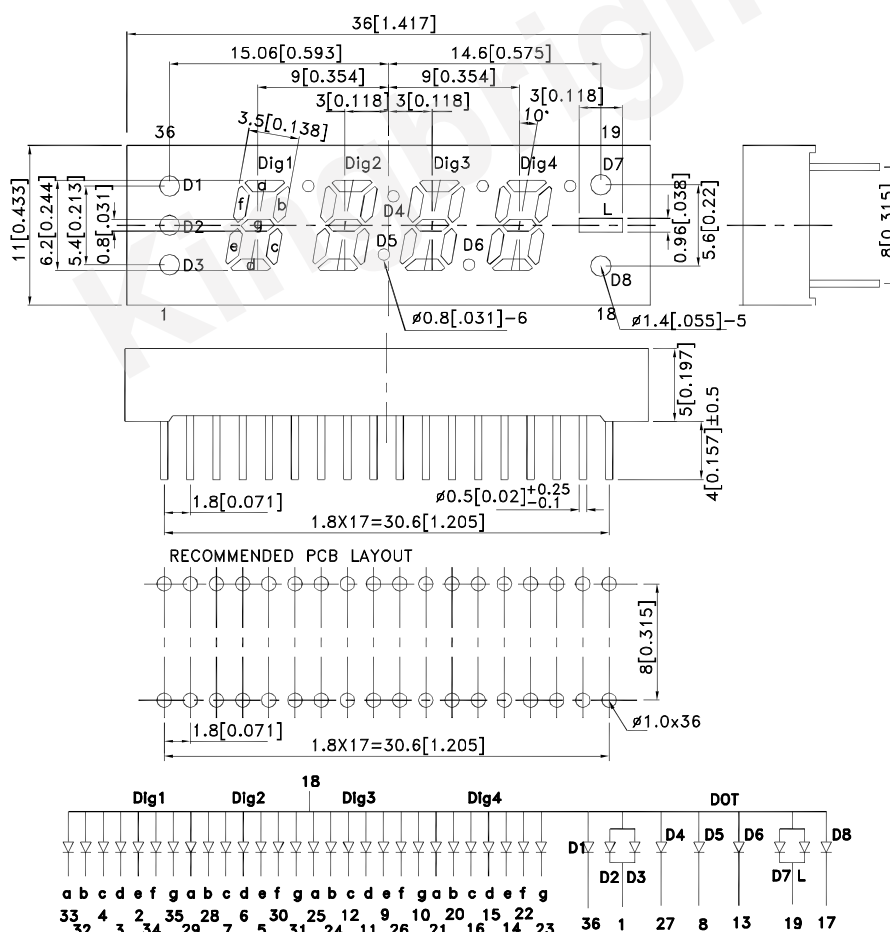 Kingbright
36[1.417]
15.06[0.593] 14.6[0.575]
9[0.354] 9[0.354]
3[0.118] 3[0.118] 3[0.118]
36 3.5[0.138] 10° 19
Dig1 Dig2 Dig3 Dig4 D7
D1 a
f b D4 L
D2 g
D5 D6
D3 e c d D8
11[0.433] 6.2[0.244] 5.4[0.213] 0.8[.031] 0.96[.038] 5.6[0.22] 8[0.315]
1 ø0.8[.031]-6 18 ø1.4[.055]-5
5[0.197]
4[0.157]±0.5
1.8[0.071] ø0.5[0.02]+0.25 -0.1
1.8X17=30.6[1.205]
RECOMMENDED PCB LAYOUT
8[0.315]
1.8[0.071] ø1.0x36
1.8X17=30.6[1.205]
18
Dig1 Dig2 Dig3 Dig4 DOT
D1 D4 D5 D6 D8
D2 D3 D7 L
a b c d e f g a b c d e f g a b c d e f g a b c d e f g
33 4 2 35 28 6 30 25 12 9 10 20 15 22 36 1 27 8 13 19 17
32 3 34 29 7 5 31 24 11 26 21 16 14 23